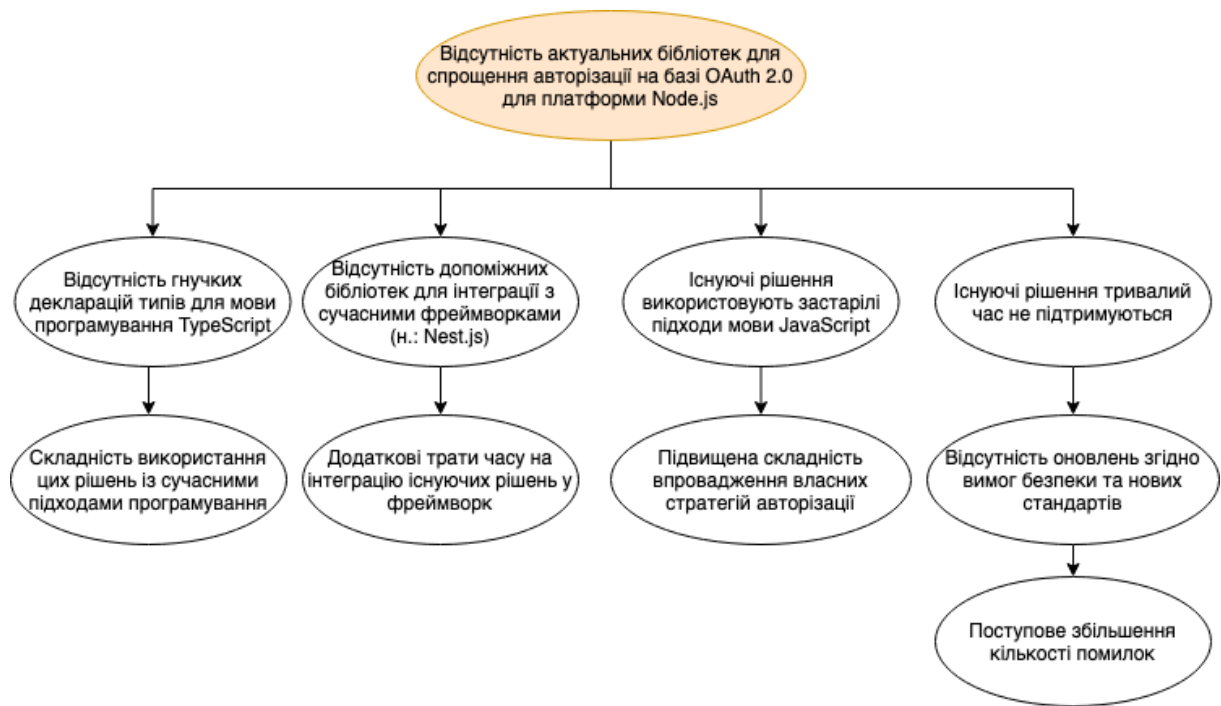 Відсутність актуальних бібліотек для
спрощення авторізації на базі OAuth 2.0
для платформи Node.js
Відсутність гнучких
декларацій типів для мови
програмування TypeScript
Відсутність допоміжних
бібліотек для інтеграції з
сучасними фреймворками
(н.: Nest.js)
Існуючі рішення
використовують застарілі
підходи мови JavaScript
Існуючі рішення тривалий
час не підтримуються
Складність використання
цих рішень із сучасними
підходами програмування
Додаткові трати часу на
інтеграцію існуючих рішень у
фреймворк
Підвищена складність
впровадження власних
стратегій авторізації
Відсутність оновлень згідно
вимог безпеки та нових
стандартів
Поступове збільшення
кількості помилок